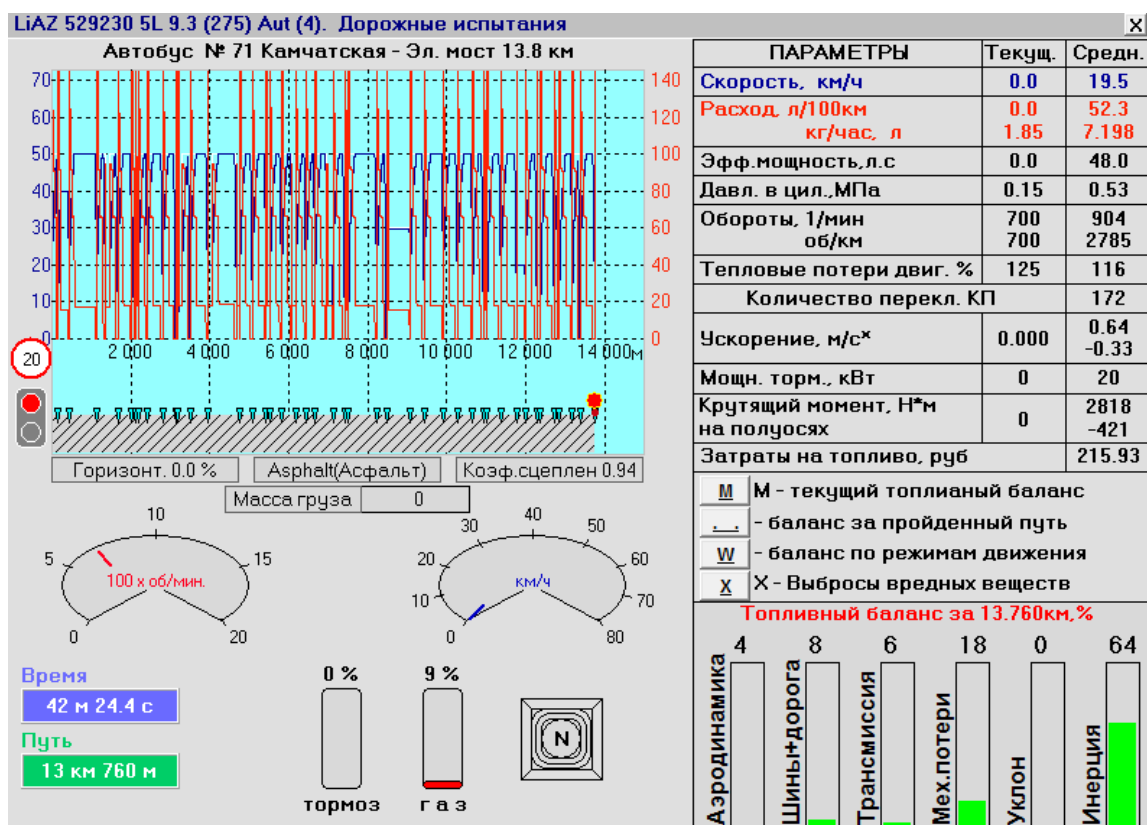 LiAZ 529230 5L 9.3 (275) Aut (4). Дорожные испытания
X
Автобус № 71 Камчатская - Эл. мост 13.8 км
70
60
50
40
30
20
10
0
140
120
100
80
60
40
20
0
2 000 4 000 6 000 8 000 10 000 12 000 14 000м
20
Горизонт. 0.0 % Asphalt(Асфальт) Коэф.сцеплен 0.94
Масса груза 0
0 5 10 15 20
100 x об/мин.
0 10 20 30 40 50 60 70 80
км/ч
Время
42 м 24.4 с
Путь
13 км 760 м
0 % 9 %
тормоз газ
N
ПАРАМЕТРЫ Текущ. Средн.
Скорость, км/ч 0.0 19.5
Расход, л/100км 0.0 52.3
кг/час, л 1.85 7.198
Эфф.мощность,л.с 0.0 48.0
Давл. в цил.,МПа 0.15 0.53
Обороты, 1/мин 700 904
об/км 700 2785
Тепловые потери двиг. % 125 116
Количество перекл. КП 172
Ускорение, м/с× 0.000 0.64
-0.33
Мощн. торм., кВт 0 20
Крутящий момент, Н*м 0 2818
на полуосях -421
Затраты на топливо, руб 215.93
M М - текущий топлианый баланс
. . - баланс за пройденный путь
W - баланс по режимам движения
X X - Выбросы вредных веществ
Топливный баланс за 13.760км,%
4 8 6 18 0 64
Аэродинамика
Шины+дорога
Трансмиссия
Мех.потери
Уклон
Инерция